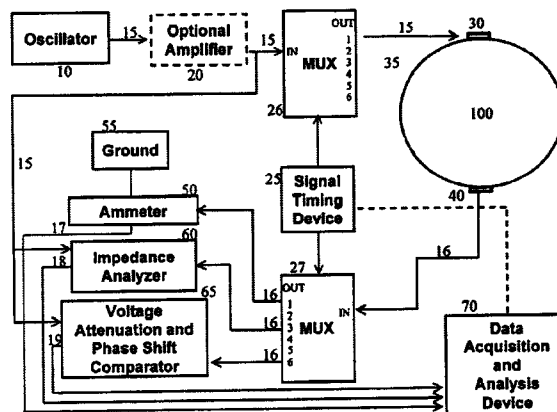 Oscillator
10
15
Optional
Amplifier
20
15
IN
OUT
1
2
3
4
5
6
MUX
26
15
30
35
100
40
15
55
Ground
50
Ammeter
17
25
Signal
Timing
Device
60
Impedance
Analyzer
18
65
Voltage
Attenuation and
Phase Shift
Comparator
19
16
16
16
27
OUT
1
2
3
4
5
6
IN
MUX
16
70
Data
Acquisition
and
Analysis
Device